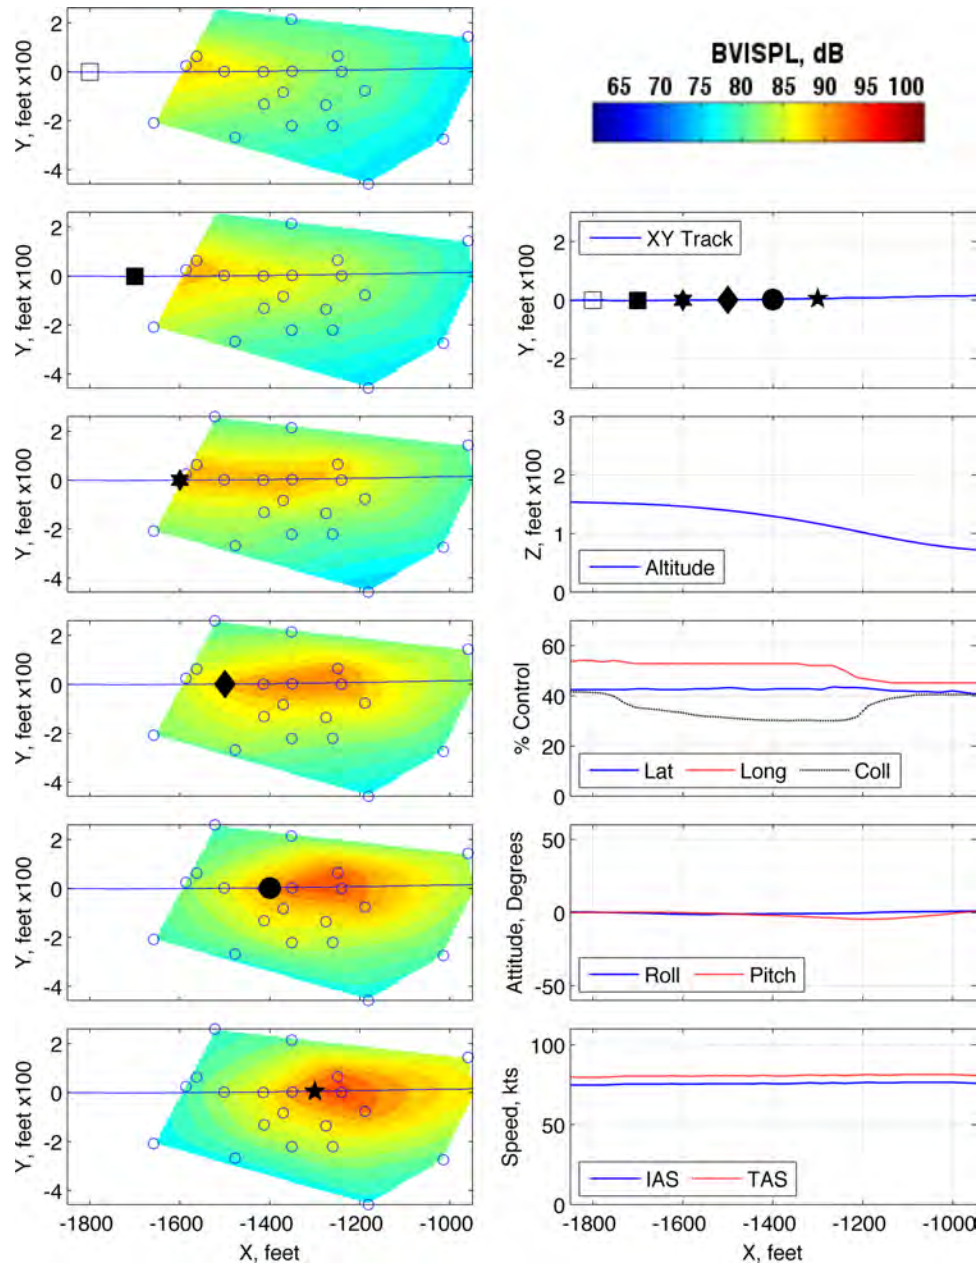 2
0
-2
-4
Y, feet x100
BVISPL, dB
65 70 75 80 85 90 95 100
2
0
-2
-4
Y, feet x100
2
0
-2
Y, feet x100
XY Track
2
0
-2
-4
Y, feet x100
3
2
1
0
Z, feet x100
Altitude
2
0
-2
-4
Y, feet x100
60
40
20
0
% Control
Lat Long Coll
2
0
-2
-4
Y, feet x100
50
0
-50
Attitude, Degrees
Roll Pitch
2
0
-2
-4
Y, feet x100
-1800 -1600 -1400 -1200 -1000
X, feet
100
50
0
Speed, kts
IAS TAS
-1800 -1600 -1400 -1200 -1000
X, feet